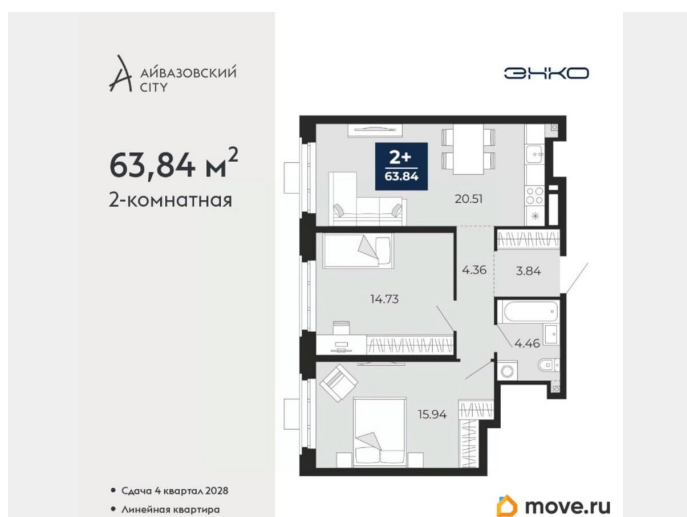 АЙВАЗОВСКИЙ
CITY
ЭНКО
63,84 м²
2-комнатная
2+
63.84
20.51
4.36
3.84
14.73
4.46
15.94
• Сдача 4 квартал 2028
• Линейная квартира
move.ru